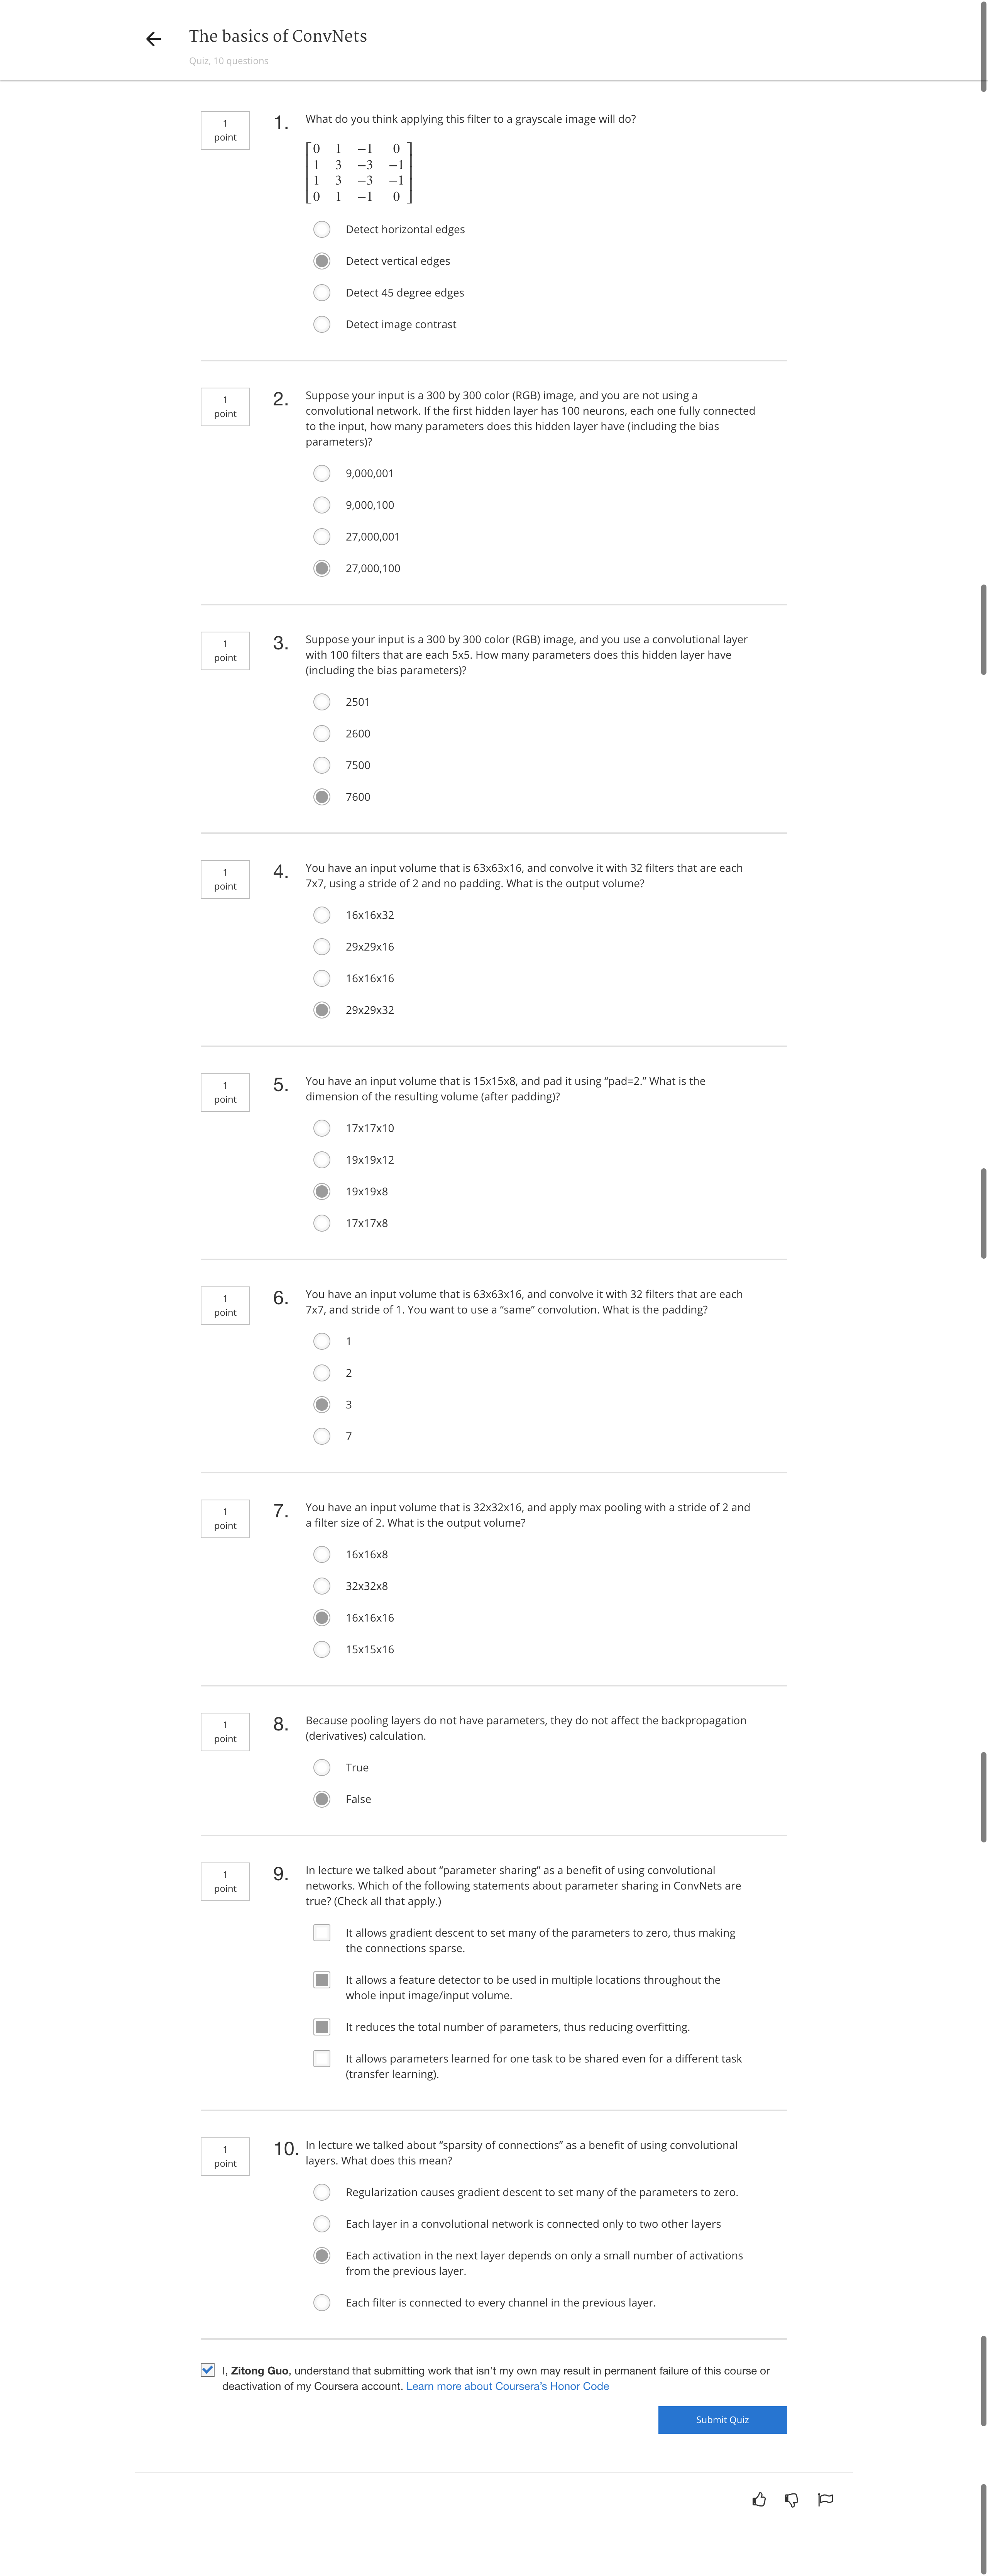 The basics of ConvNets
Quiz, 10 questions
1
point
1.
What do you think applying this filter to a grayscale image will do?
0 1 −1 0
1 3 −3 −1
1 3 −3 −1
0 1 −1 0
Detect horizontal edges
Detect vertical edges
Detect 45 degree edges
Detect image contrast
1
point
2.
Suppose your input is a 300 by 300 color (RGB) image, and you are not using a
convolutional network. If the first hidden layer has 100 neurons, each one fully connected
to the input, how many parameters does this hidden layer have (including the bias
parameters)?
9,000,001
9,000,100
27,000,001
27,000,100
1
point
3.
Suppose your input is a 300 by 300 color (RGB) image, and you use a convolutional layer
with 100 filters that are each 5x5. How many parameters does this hidden layer have
(including the bias parameters)?
2501
2600
7500
7600
1
point
4.
You have an input volume that is 63x63x16, and convolve it with 32 filters that are each
7x7, using a stride of 2 and no padding. What is the output volume?
16x16x32
29x29x16
16x16x16
29x29x32
1
point
5.
You have an input volume that is 15x15x8, and pad it using “pad=2.” What is the
dimension of the resulting volume (after padding)?
17x17x10
19x19x12
19x19x8
17x17x8
1
point
6.
You have an input volume that is 63x63x16, and convolve it with 32 filters that are each
7x7, and stride of 1. You want to use a “same” convolution. What is the padding?
1
2
3
7
1
point
7.
You have an input volume that is 32x32x16, and apply max pooling with a stride of 2 and
a filter size of 2. What is the output volume?
16x16x8
32x32x8
16x16x16
15x15x16
1
point
8.
Because pooling layers do not have parameters, they do not affect the backpropagation
(derivatives) calculation.
True
False
1
point
9.
In lecture we talked about “parameter sharing” as a benefit of using convolutional
networks. Which of the following statements about parameter sharing in ConvNets are
true? (Check all that apply.)
It allows gradient descent to set many of the parameters to zero, thus making
the connections sparse.
It allows a feature detector to be used in multiple locations throughout the
whole input image/input volume.
It reduces the total number of parameters, thus reducing overfitting.
It allows parameters learned for one task to be shared even for a different task
(transfer learning).
1
point
10.
In lecture we talked about “sparsity of connections” as a benefit of using convolutional
layers. What does this mean?
Regularization causes gradient descent to set many of the parameters to zero.
Each layer in a convolutional network is connected only to two other layers
Each activation in the next layer depends on only a small number of activations
from the previous layer.
Each filter is connected to every channel in the previous layer.
I, Zitong Guo, understand that submitting work that isn’t my own may result in permanent failure of this course or
deactivation of my Coursera account. Learn more about Coursera’s Honor Code
Submit Quiz